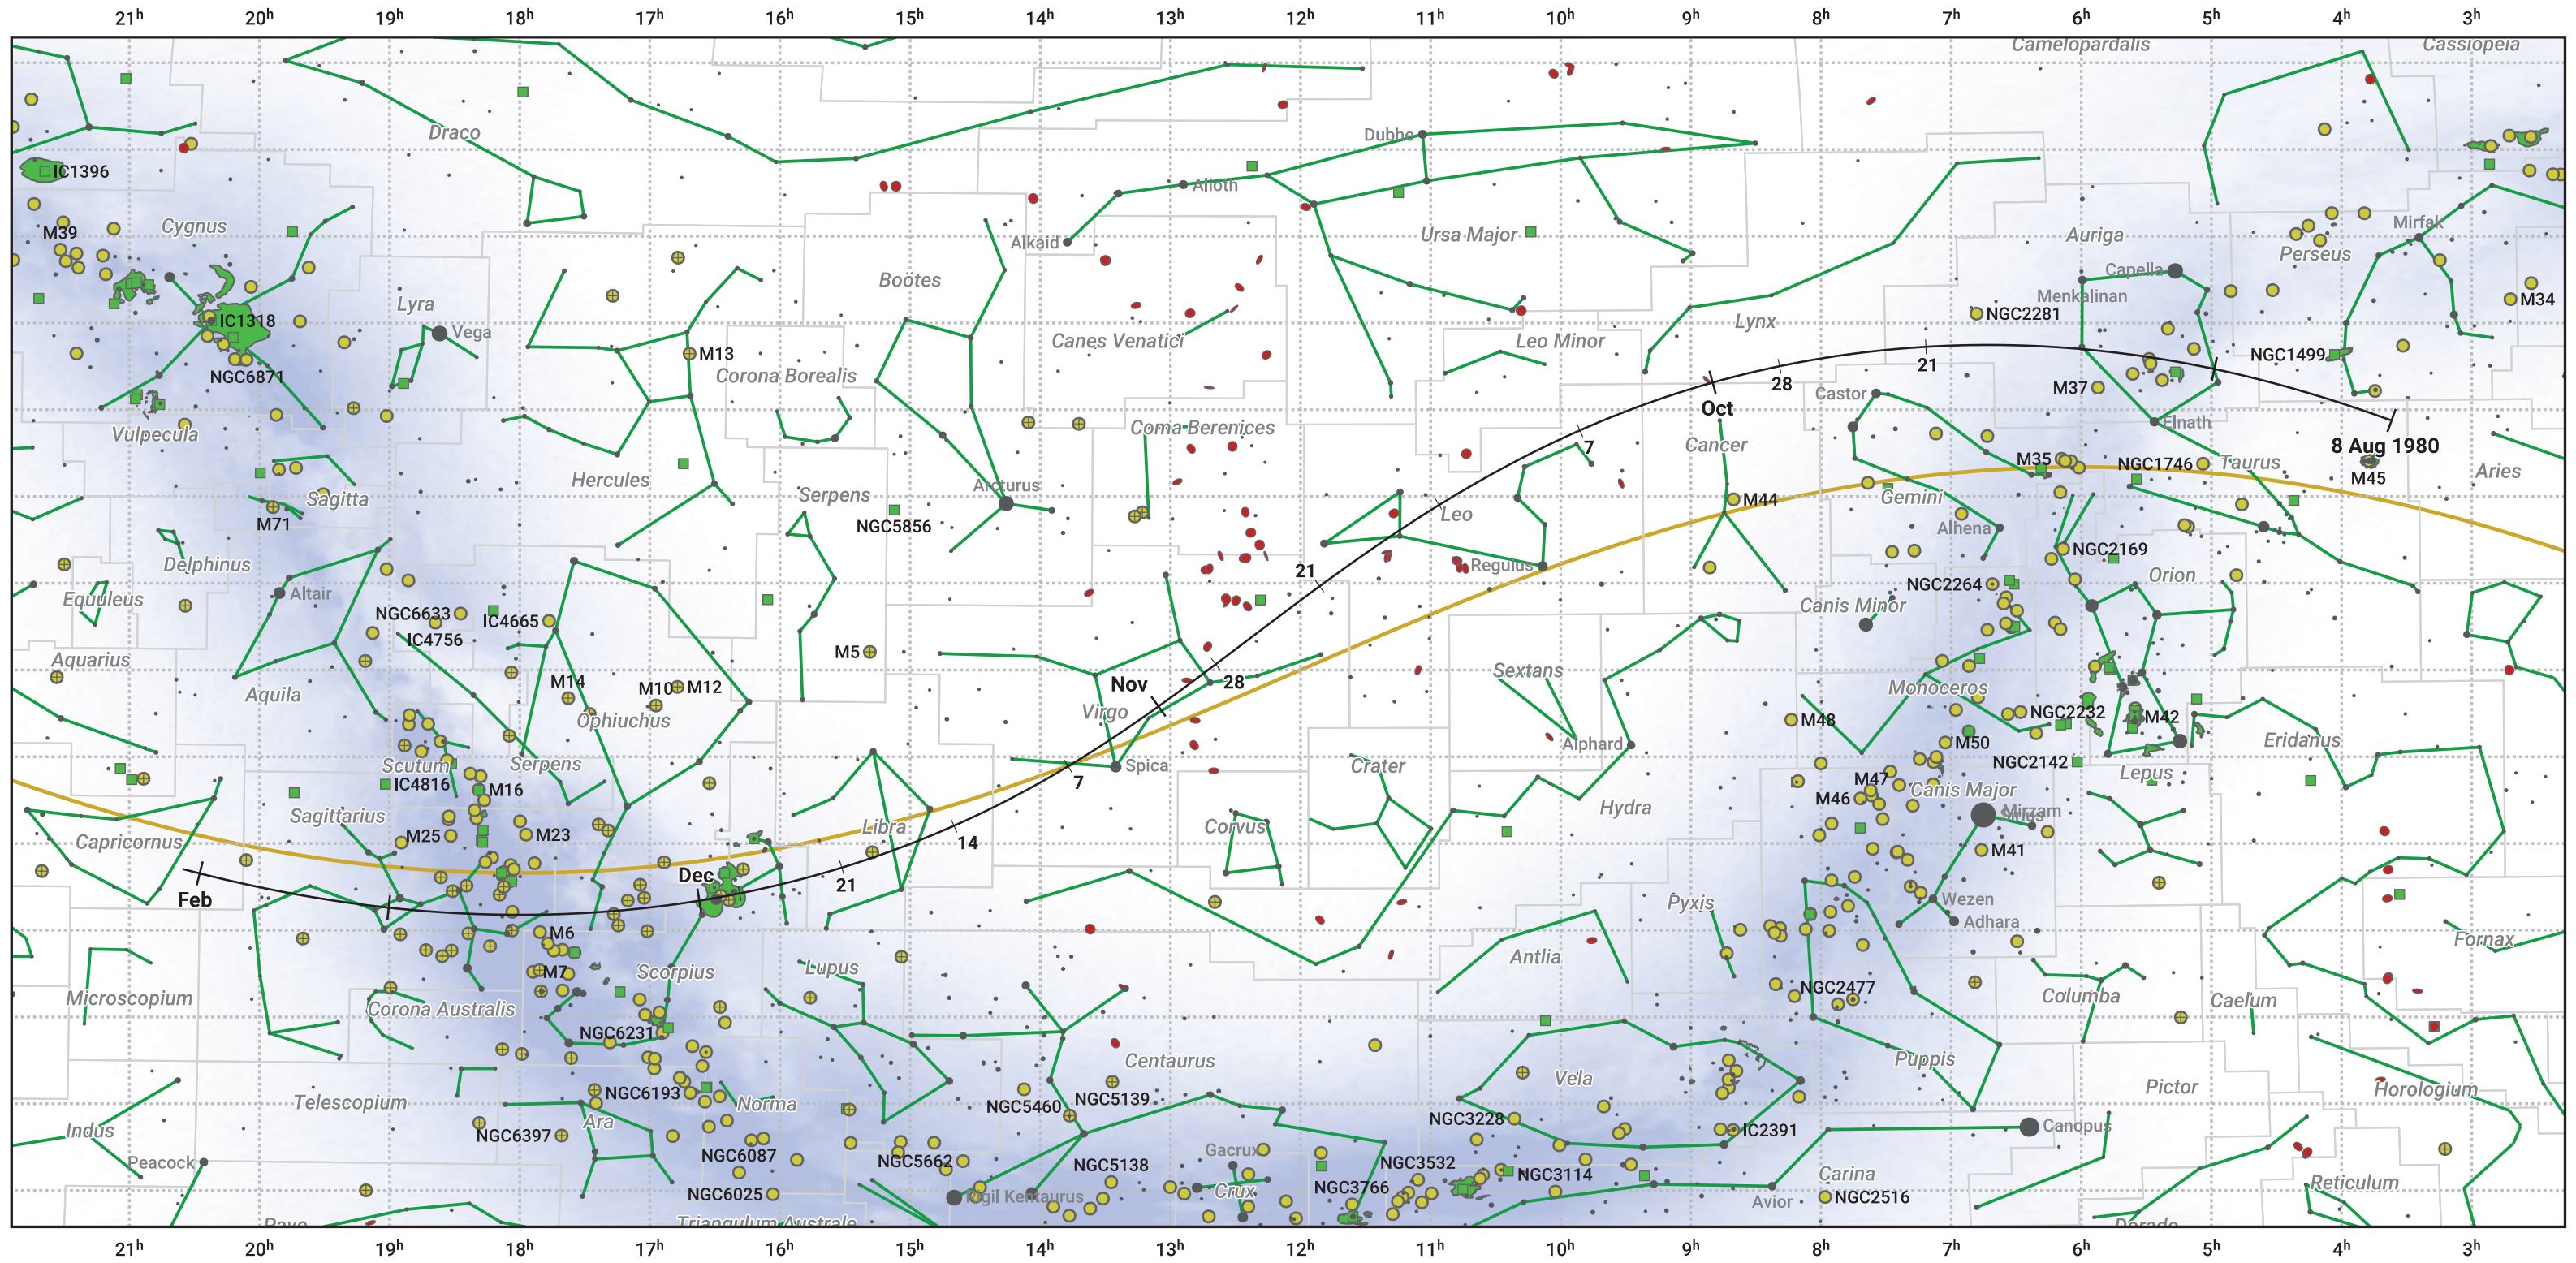 21h 20h 19h 18h 17h 16h 15h 14h 13h 12h 11h 10h 9h 8h 7h 6h 5h 4h 3h
Camelopardalis
Cassiopeia
Draco
Dubhe
IC1396
Alioth
Cygnus
M39
Alkaid
Ursa Major
Auriga
Mirfak
Perseus
Capella
Boötes
Menkalinan
M34
Lyra
NGC2281
IC1318
Vega
Canes Venatici
Leo Minor
Lynx
M13
NGC1499
21
NGC6871
Corona Borealis
28
M37
Castor
Oct
Elnath
Vulpecula
Coma Berenices
Cancer
7
8 Aug 1980
M35
NGC1746
Taurus
M45
Aries
Hercules
Sagitta
Serpens
Arcturus
M44
Gemini
M71
NGC5856
Leo
Alhena
NGC2169
Delphinus
Regulus
21
Orion
Equuleus
Altair
NGC2264
Canis Minor
NGC6633
IC4665
IC4756
M5
Aquarius
Sextans
Aquila
M14
M10
M12
Nov
28
Monoceros
Virgo
Ophiuchus
M48
NGC2232
M42
Alphard
M50
Eridanus
Scutum
Serpens
Spica
Crater
NGC2142
Lepus
IC4816
M16
7
M47
Canis Major
M46
Hydra
Mirzam
Sirius
Sagittarius
Libra
Corvus
M25
M23
Capricornus
14
M41
Dec
21
Feb
Pyxis
Wezen
Adhara
M6
Fornax
Antlia
M7
Scorpius
Lupus
NGC2477
Microscopium
Corona Australis
Columba
Caelum
NGC6231
Centaurus
Puppis
Vela
Pictor
Horologium
NGC6193
Norma
NGC5460
NGC5139
Telescopium
Ara
NGC3228
Indus
NGC6397
IC2391
Canopus
Gacrux
Peacock
NGC6087
NGC5662
NGC5138
NGC3532
NGC3114
Carina
Reticulum
NGC6025
Rigil Kentaurus
Crux
NGC3766
Avior
NGC2516
Pavo
Triangulum Australe
Dorado
21h 20h 19h 18h 17h 16h 15h 14h 13h 12h 11h 10h 9h 8h 7h 6h 5h 4h 3h